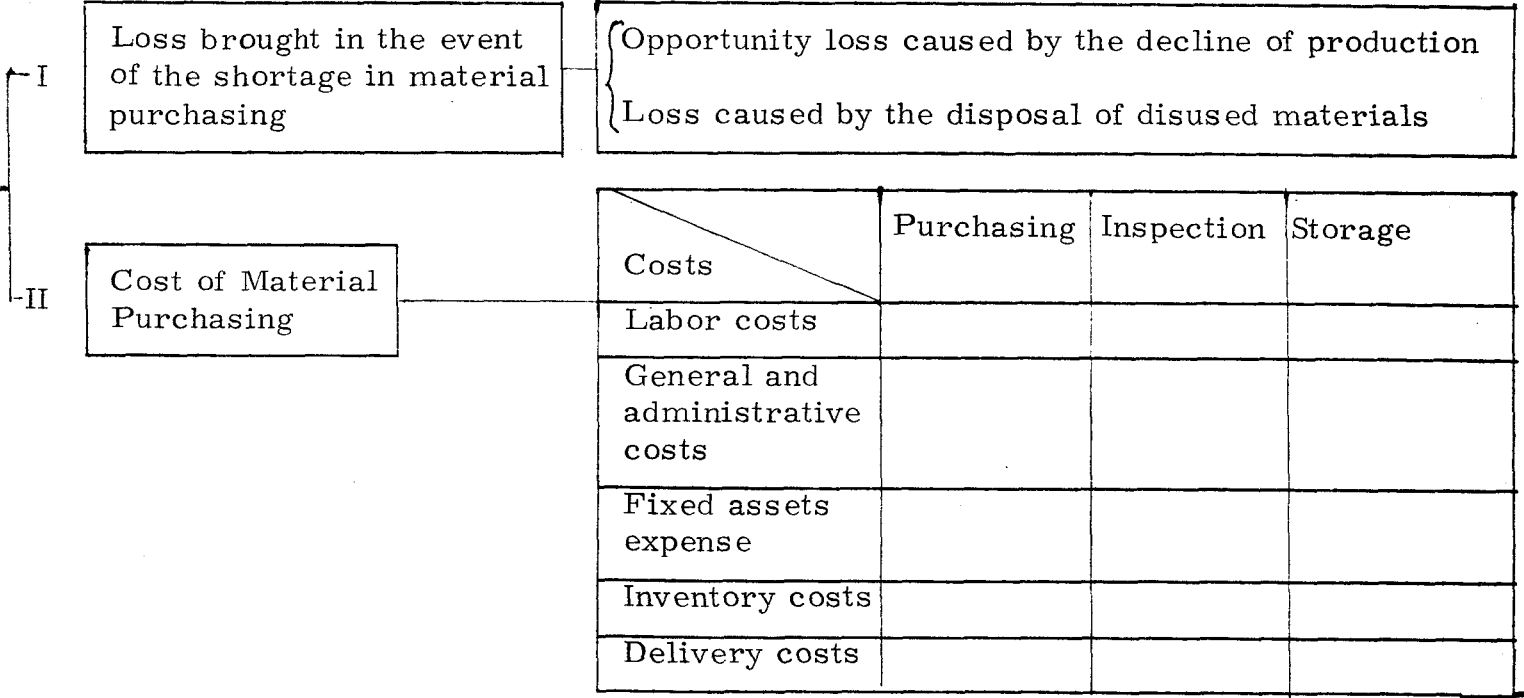 I
Loss brought in the event
of the shortage in material
purchasing
Opportunity loss caused by the decline of production
Loss caused by the disposal of disused materials
II
Cost of Material
Purchasing
Costs
Purchasing
Inspection
Storage
Labor costs
General and
administrative
costs
Fixed assets
expense
Inventory costs
Delivery costs